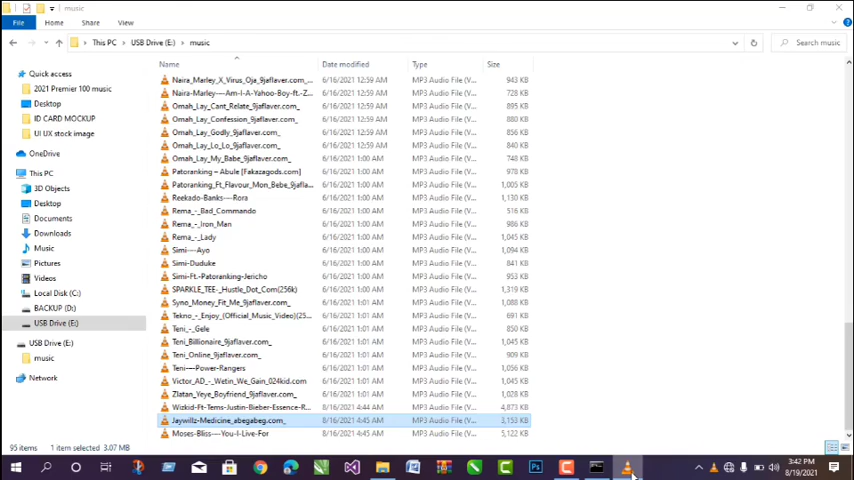 music
File Home Share View
This PC USB Drive (E:) music Search music
Name Date modified Type Size
Quick access
2021 Premier 100 music
Desktop
ID CARD MOCKUP
UI UX stock image
OneDrive
This PC
3D Objects
Desktop
Documents
Downloads
Music
Pictures
Videos
Local Disk (C:)
BACKUP (D:)
USB Drive (E:)
USB Drive (E:)
music
Network
Naira_Marley_X_Virus_Oja_9jaflaver.com_... 6/16/2021 12:59 AM MP3 Audio File (V... 943 KB
Naira-Marley-–-Am-I-A-Yahoo-Boy-ft.-Z... 6/16/2021 12:59 AM MP3 Audio File (V... 728 KB
Omah_Lay_Cant_Relate_9jaflaver.com_ 6/16/2021 12:59 AM MP3 Audio File (V... 895 KB
Omah_Lay_Confession_9jaflaver.com_ 6/16/2021 12:59 AM MP3 Audio File (V... 880 KB
Omah_Lay_Godly_9jaflaver.com_ 6/16/2021 12:59 AM MP3 Audio File (V... 856 KB
Omah_Lay_Lo_Lo_9jaflaver.com_ 6/16/2021 12:59 AM MP3 Audio File (V... 840 KB
Omah_Lay_My_Babe_9jaflaver.com_ 6/16/2021 1:00 AM MP3 Audio File (V... 748 KB
Patoranking – Abule [Fakazagods.com] 6/16/2021 1:00 AM MP3 Audio File (V... 978 KB
Patoranking_Ft_Flavour_Mon_Bebe_9jafla... 6/16/2021 1:00 AM MP3 Audio File (V... 1,005 KB
Reekado-Banks-–-Rora 6/16/2021 1:00 AM MP3 Audio File (V... 1,130 KB
Rema_-_Bad_Commando 6/16/2021 1:00 AM MP3 Audio File (V... 516 KB
Rema_-_Iron_Man 6/16/2021 1:00 AM MP3 Audio File (V... 986 KB
Rema_-_Lady 6/16/2021 1:00 AM MP3 Audio File (V... 1,045 KB
Simi-–-Ayo 6/16/2021 1:00 AM MP3 Audio File (V... 1,094 KB
Simi-Duduke 6/16/2021 1:00 AM MP3 Audio File (V... 841 KB
Simi-Ft.-Patoranking-Jericho 6/16/2021 1:00 AM MP3 Audio File (V... 953 KB
SPARKLE_TEE-_Hustle_Dot_Com(256k) 6/16/2021 1:00 AM MP3 Audio File (V... 1,319 KB
Syno_Money_Fit_Me_9jaflaver.com_ 6/16/2021 1:01 AM MP3 Audio File (V... 1,088 KB
Tekno_-_Enjoy_(Official_Music_Video)(25... 6/16/2021 1:01 AM MP3 Audio File (V... 691 KB
Teni_-_Gele 6/16/2021 1:01 AM MP3 Audio File (V... 850 KB
Teni_Billionaire_9jaflaver.com_ 6/16/2021 1:01 AM MP3 Audio File (V... 1,045 KB
Teni_Online_9jaflaver.com_ 6/16/2021 1:01 AM MP3 Audio File (V... 909 KB
Teni-–-Power-Rangers 6/16/2021 1:01 AM MP3 Audio File (V... 1,056 KB
Victor_AD_-_Wetin_We_Gain_024kid.com 6/16/2021 1:01 AM MP3 Audio File (V... 1,045 KB
Zlatan_Yeye_Boyfriend_9jaflaver.com_ 6/16/2021 1:01 AM MP3 Audio File (V... 1,028 KB
Wizkid-Ft-Tems-Justin-Bieber-Essence-R... 8/16/2021 4:44 AM MP3 Audio File (V... 4,873 KB
Jaywillz-Medicine_abegabeg.com_ 8/16/2021 4:45 AM MP3 Audio File (V... 3,153 KB
Moses-Bliss-–-You-I-Live-For 8/16/2021 4:45 AM MP3 Audio File (V... 5,122 KB
95 items 1 item selected 3.07 MB
3:42 PM
8/19/2021